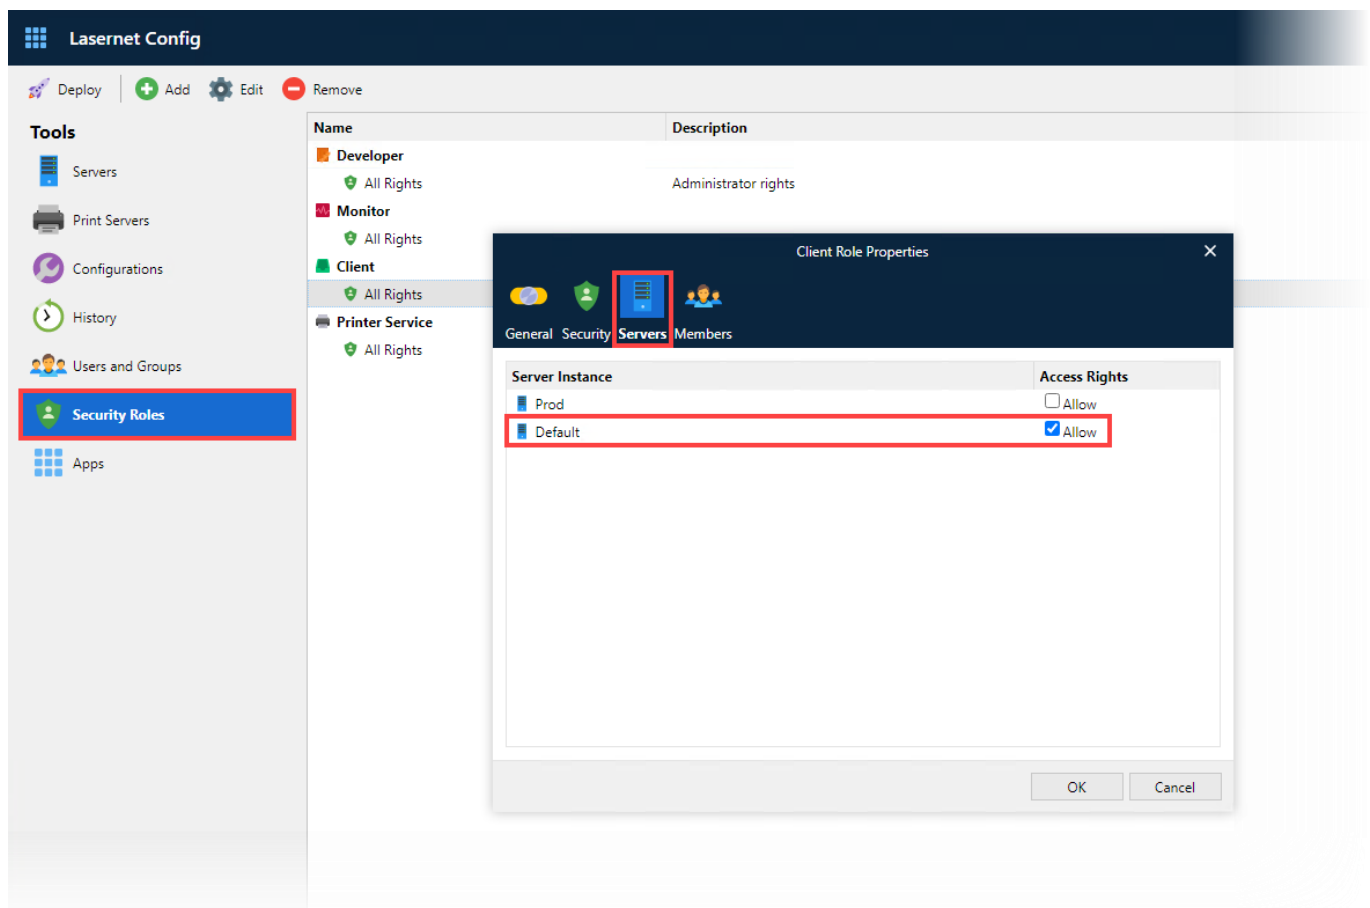 Lasernet Config
Deploy Add Edit Remove
Tools
Servers
Print Servers
Configurations
History
Users and Groups
Security Roles
Apps
Name Description
Developer
All Rights Administrator rights
Monitor
All Rights
Client
All Rights
Printer Service
All Rights
Client Role Properties
General Security Servers Members
Server Instance Access Rights
Prod Allow
Default Allow
OK Cancel